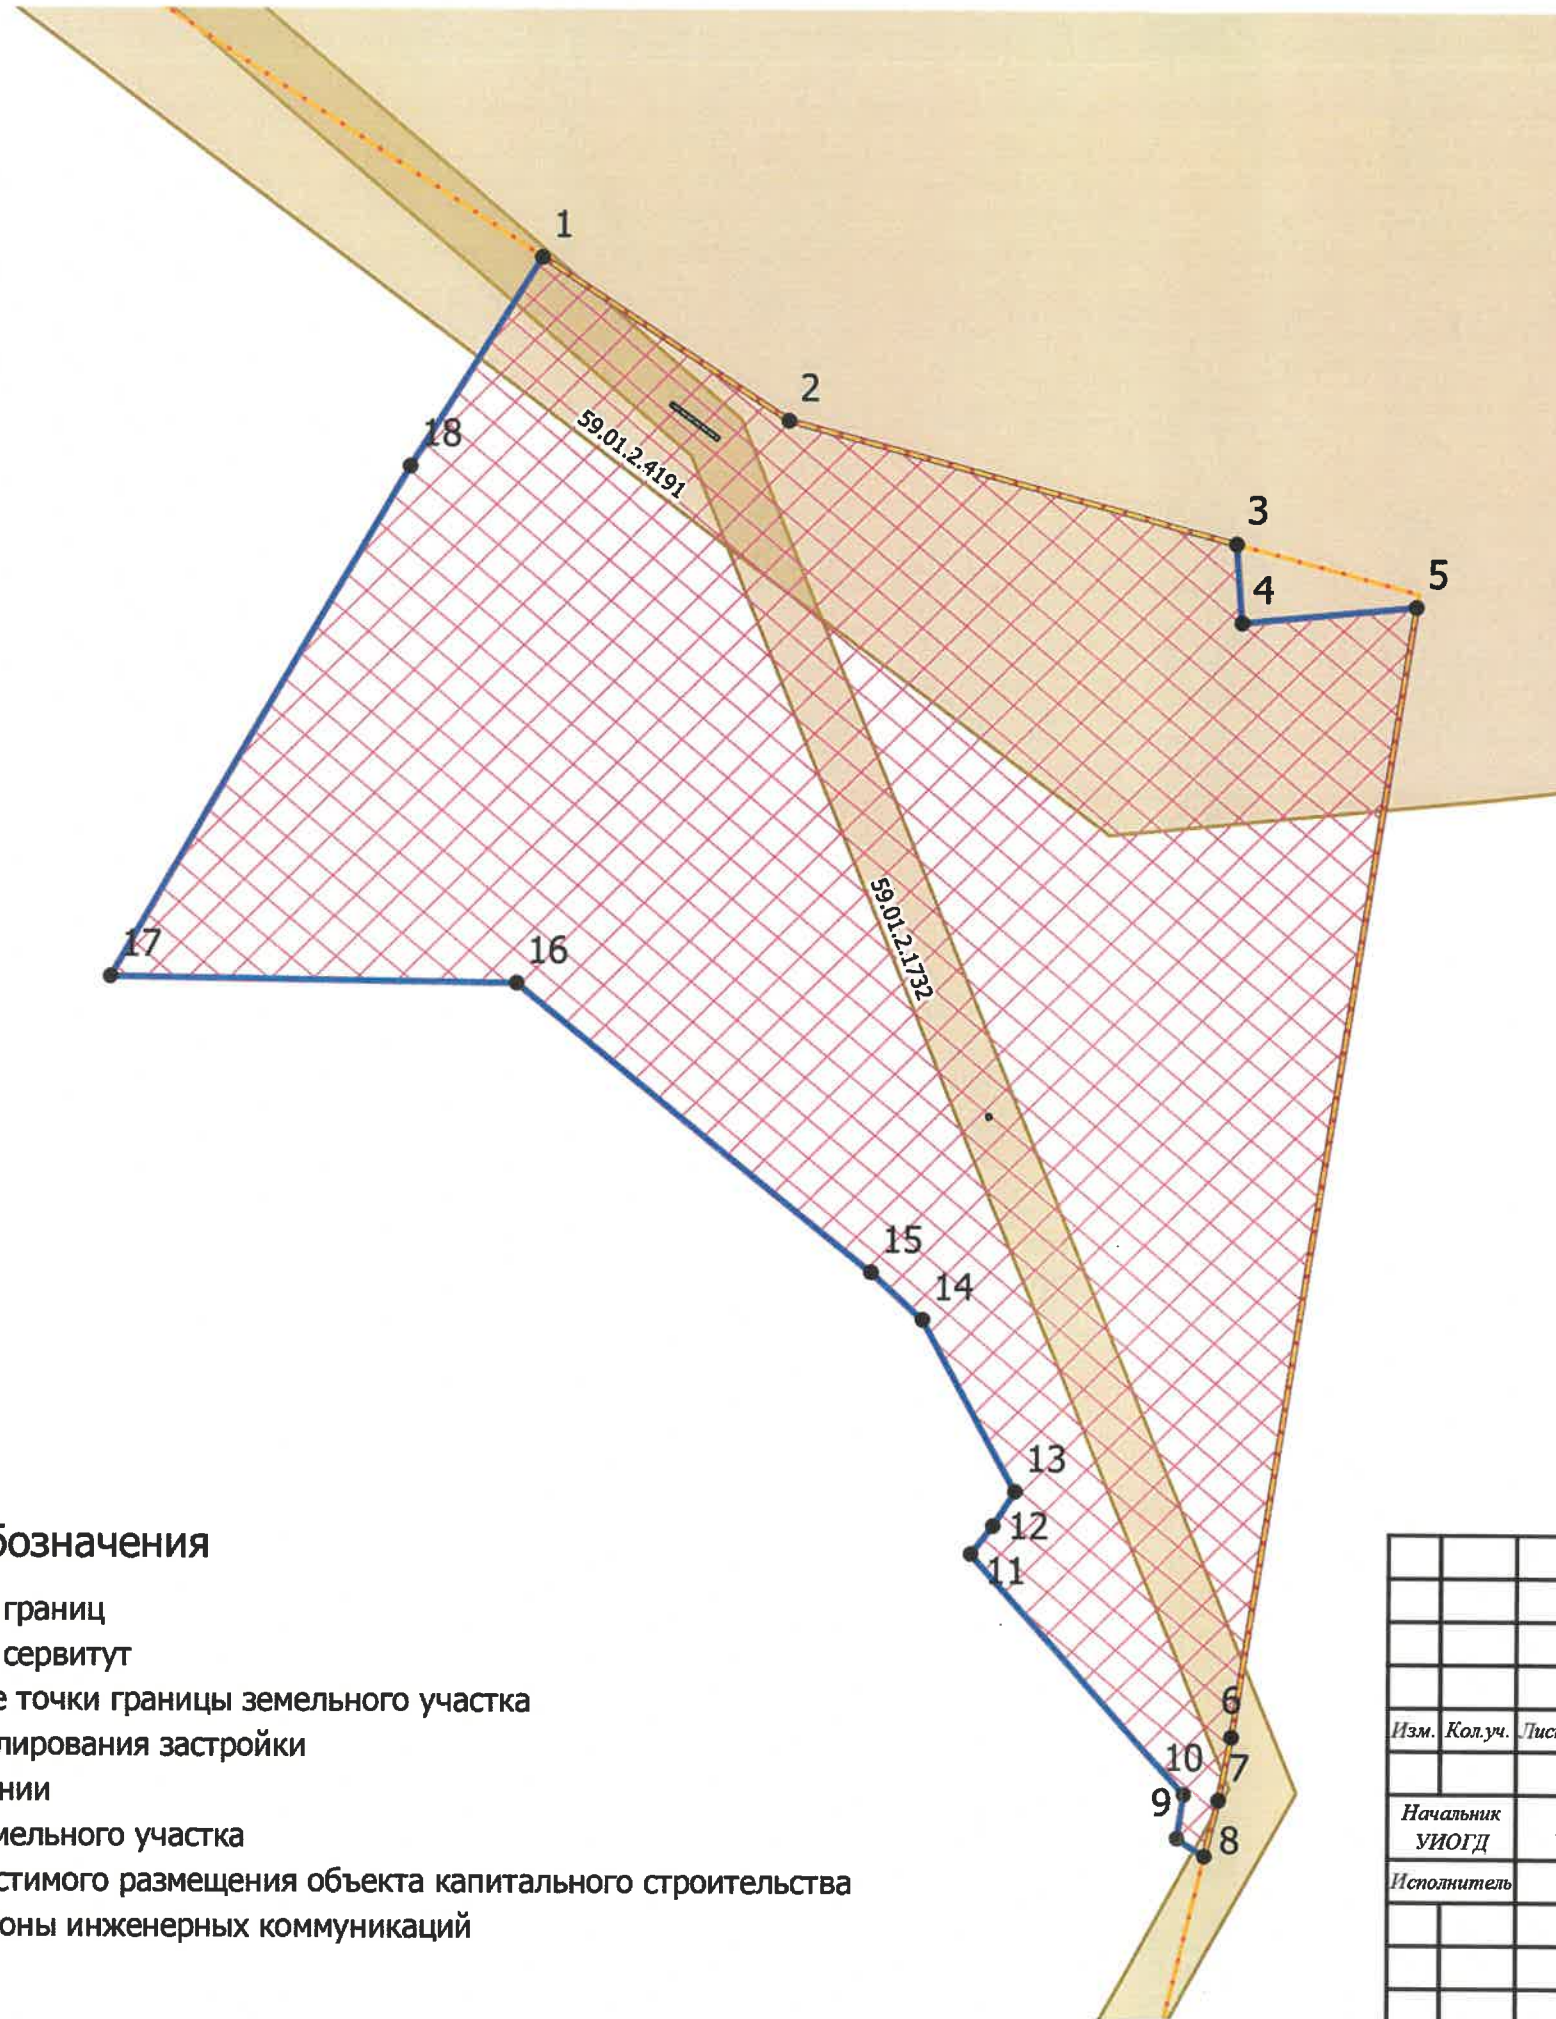 1
2
18
59.01.2.4191
3
5
4
17
16
59.01.2.1732
15
14
13
12
11
6
10
7
9
8
бозначения
границ
сервитут
е точки границы земельного участка
лирования застройки
нии
мельного участка
стимого размещения объекта капитального строительства
оны инженерных коммуникаций
Изм. Кол.уч. Лис
Начальник
УИОГД
Исполнитель